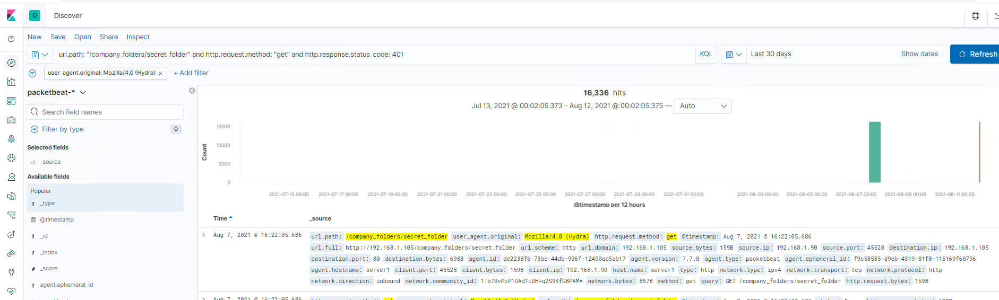 D Discover
New Save Open Share Inspect
url.path: "/company_folders/secret_folder" and http.request.method: "get" and http.response.status_code: 401 KQL Last 30 days Show dates Refresh
user_agent.original: Mozilla/4.0 (Hydra) × + Add filter
packetbeat-*
Search field names
Filter by type 0
Selected fields
</> _source
Available fields
Popular
t _type
@timestamp
t _id
t _index
# _score
t agent.ephemeral_id
16,336 hits
Jul 13, 2021 @ 00:02:05.373 - Aug 12, 2021 @ 00:02:05.375 — Auto
Count
15000
10000
5000
0
2021-07-15 00:00 2021-07-17 00:00 2021-07-19 00:00 2021-07-21 00:00 2021-07-23 00:00 2021-07-25 00:00 2021-07-27 00:00 2021-07-29 00:00 2021-07-31 00:00 2021-08-03 00:00 2021-08-05 00:00 2021-08-07 00:00 2021-08-09 00:00 2021-08-11 00:00
@timestamp per 12 hours
Time _source
Aug 7, 2021 @ 16:22:05.686 url.path: /company_folders/secret_folder user_agent.original: Mozilla/4.0 (Hydra) http.request.method: get @timestamp: Aug 7, 2021 @ 16:22:05.686
url.full: http://192.168.1.105/company_folders/secret_folder url.scheme: http url.domain: 192.168.1.105 source.bytes: 159B source.ip: 192.168.1.90 source.port: 45528 destination.ip: 192.168.1.105
destination.port: 80 destination.bytes: 698B agent.id: de2238f6-73be-44db-906f-12490aa5ab17 agent.version: 7.7.0 agent.type: packetbeat agent.ephemeral_id: f9c58535-d9eb-4319-81f0-115169f60796
agent.hostname: server1 client.port: 45528 client.bytes: 159B client.ip: 192.168.1.90 host.name: server1 type: http network.type: ipv4 network.transport: tcp network.protocol: http
network.direction: inbound network.community_id: 1:b70vPcP1OAdTiDH+q2S9KfGBPAM= network.bytes: 857B method: get query: GET /company_folders/secret_folder http.request.bytes: 159B
Aug 7, 2021 @ 16:22:05.686